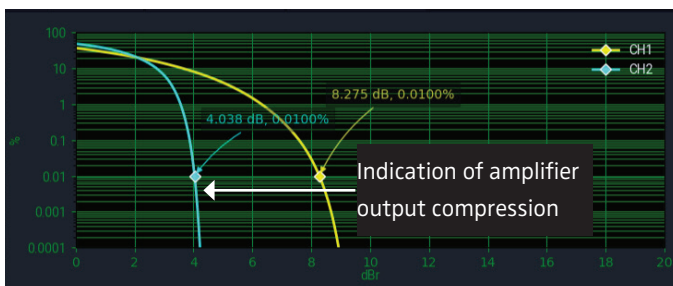 100
CH1
CH2
10
8.275 dB, 0.0100%
1
4.038 dB, 0.0100%
%
0.1
Indication of amplifier
0.01
output compression
0.001
0.0001
0 2 4 6 8 10 12 14 16 18 20
dBr